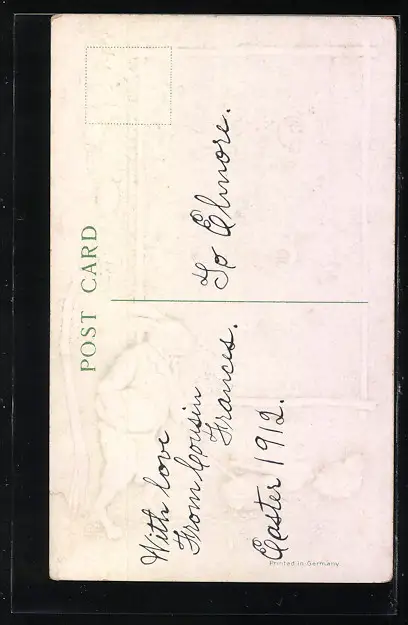 POST CARD
With love
From Cousin
Frances.
Easter 1912.
To Elmore.
Printed in Germany